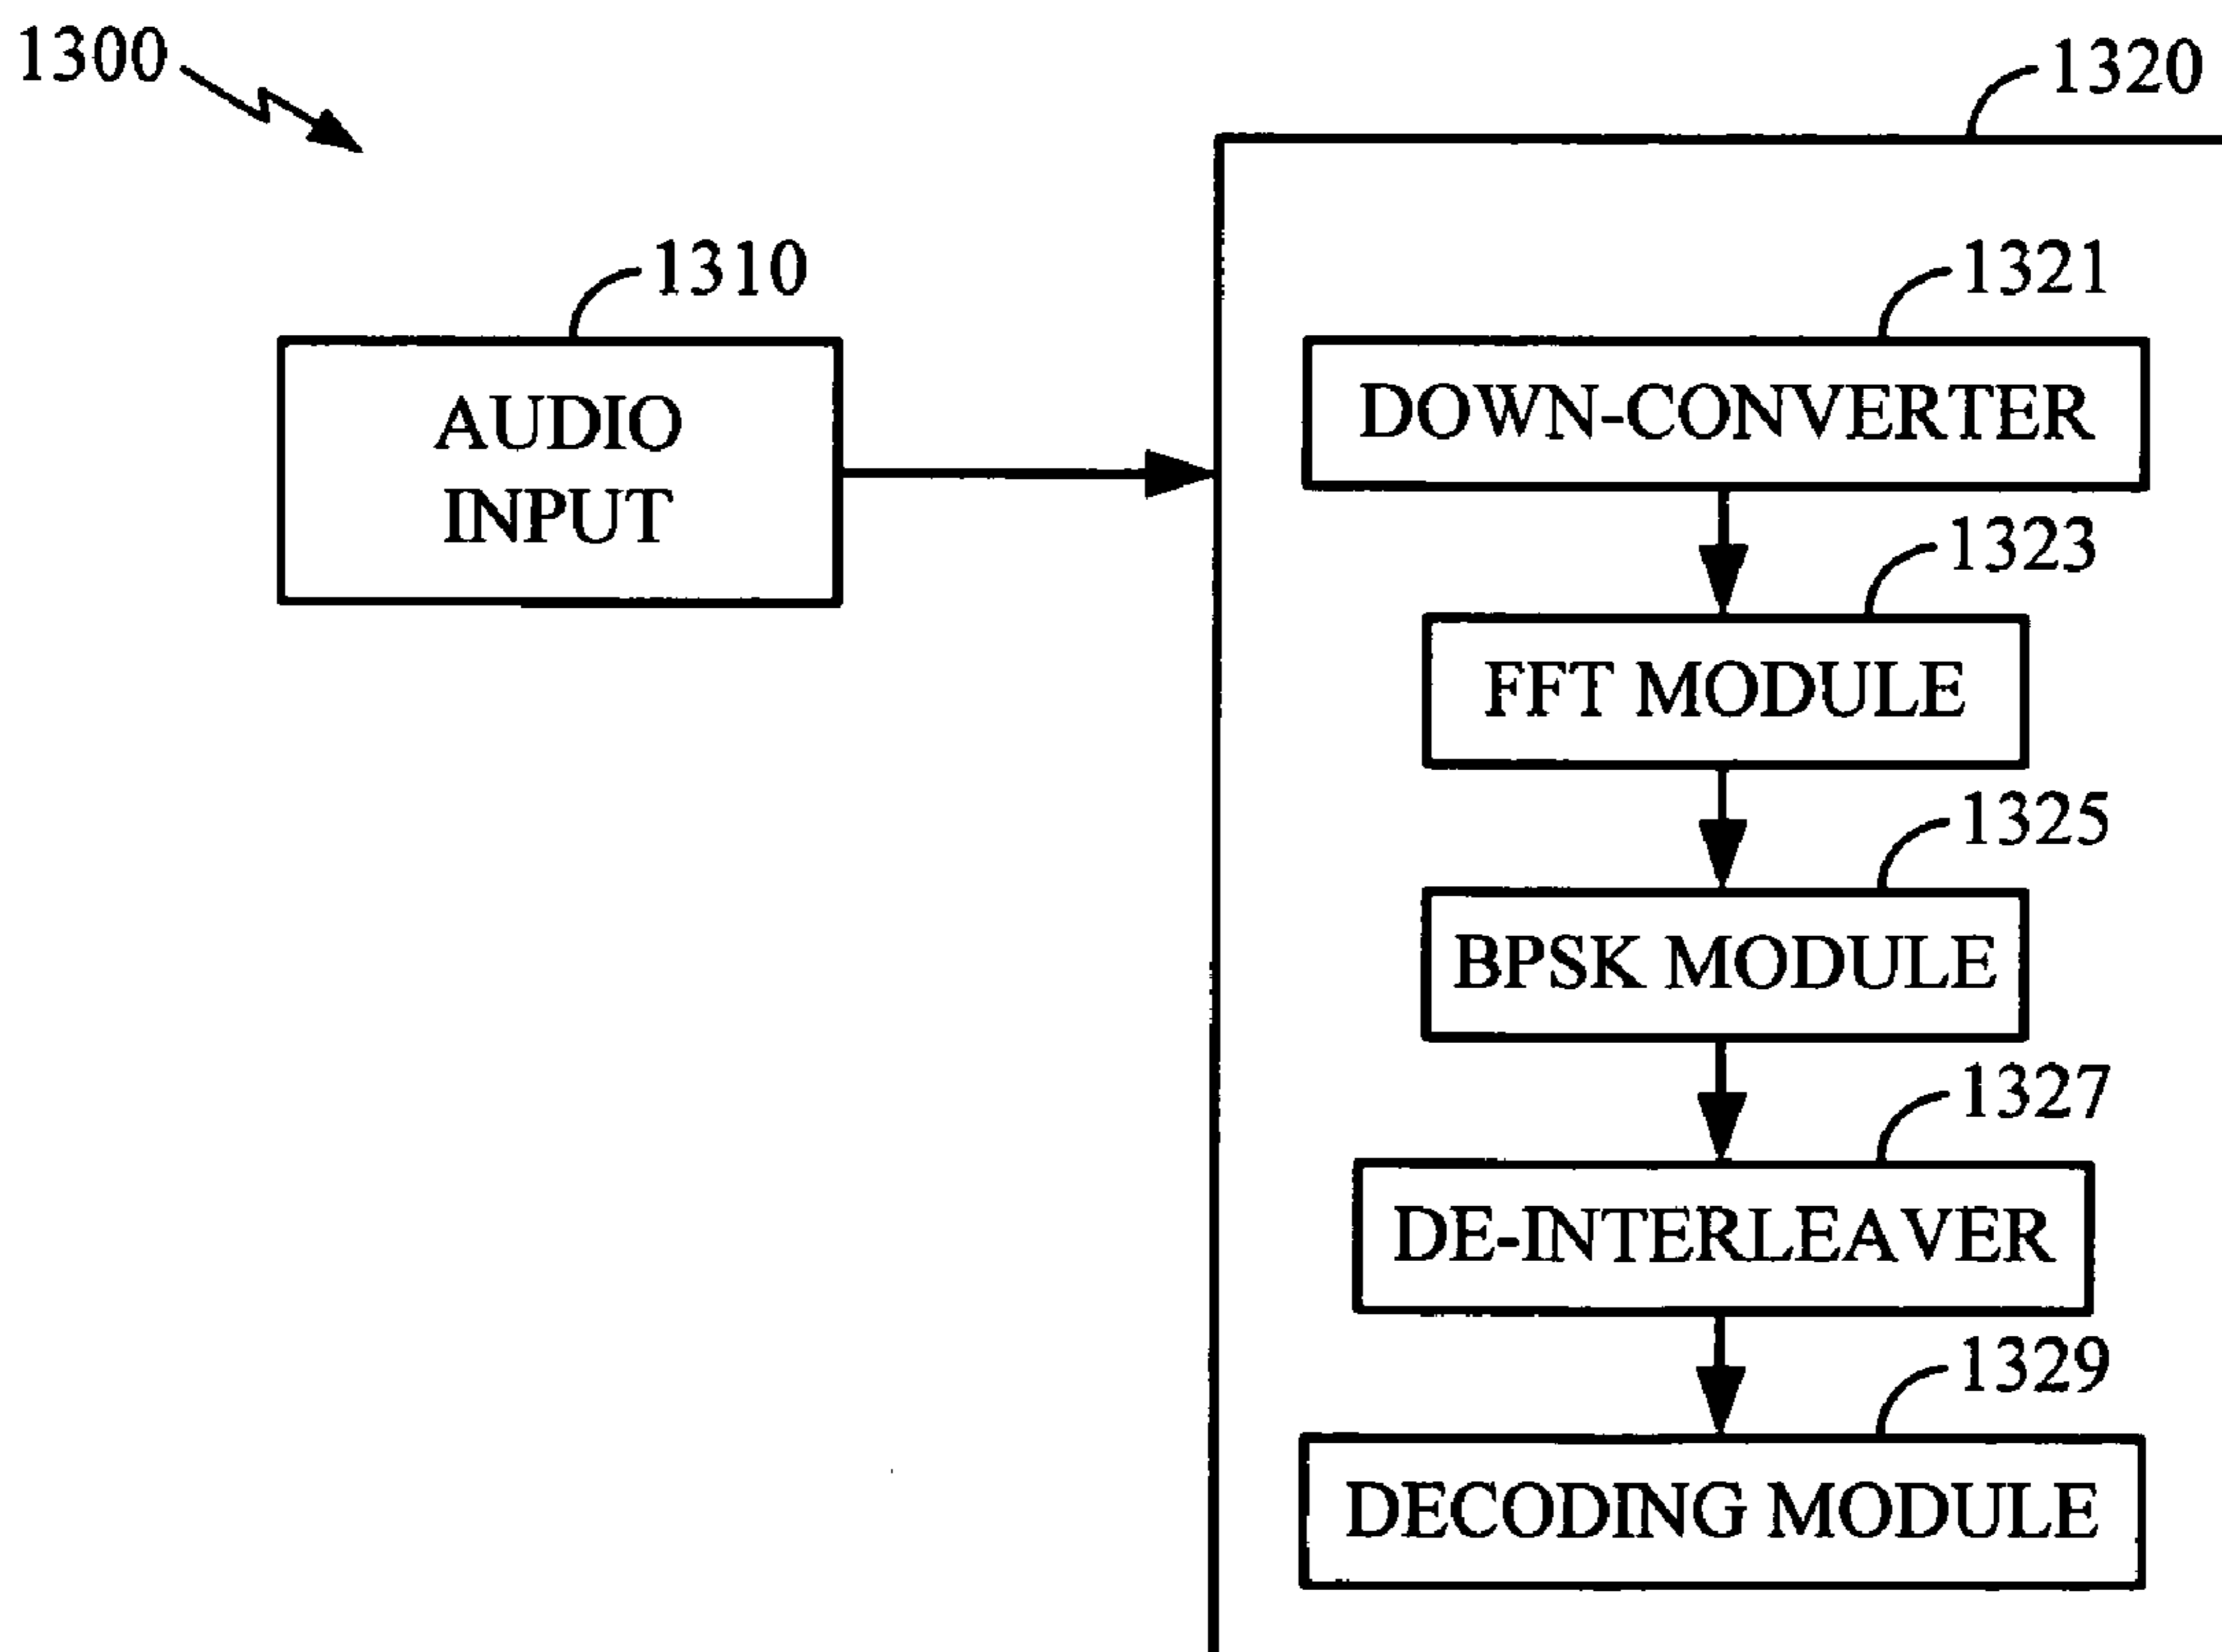 1300
1320
1310
1321
AUDIO
INPUT
DOWN-CONVERTER
1323
FFT MODULE
1325
BPSK MODULE
1327
DE-INTERLEAVER
1329
DECODING MODULE